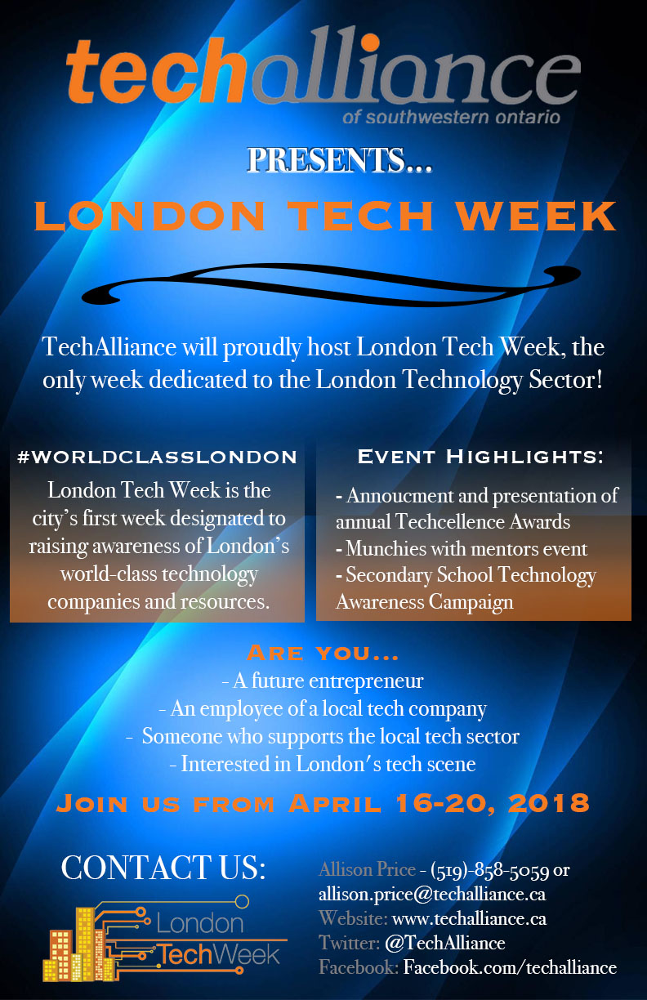 techalliance
of southwestern ontario
PRESENTS...
LONDON TECH WEEK
TechAlliance will proudly host London Tech Week, the
only week dedicated to the London Technology Sector!
#WORLDCLASSLONDON
London Tech Week is the
city's first week designated to
raising awareness of London's
world-class technology
companies and resources.
EVENT HIGHLIGHTS:
- Annoucment and presentation of
annual Techcellence Awards
- Munchies with mentors event
- Secondary School Technology
Awareness Campaign
ARE YOU...
- A future entrepreneur
- An employee of a local tech company
- Someone who supports the local tech sector
- Interested in London's tech scene
JOIN US FROM APRIL 16-20, 2018
CONTACT US:
London
TechWeek
Allison Price - (519)-858-5059 or
allison.price@techalliance.ca
Website: www.techalliance.ca
Twitter: @TechAlliance
Facebook: Facebook.com/techalliance